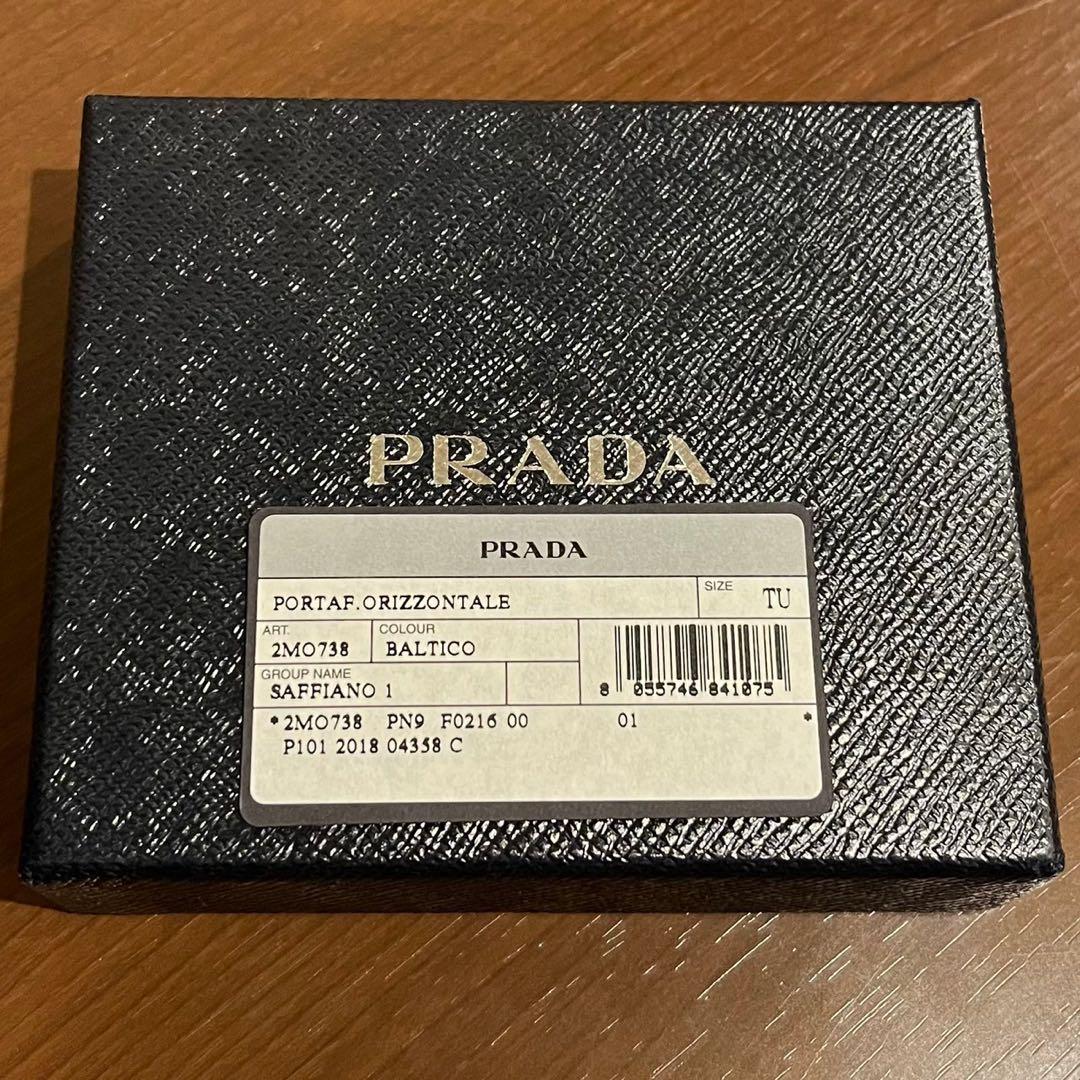 PRADA
PRADA
PORTAF.ORIZZONTALE
SIZE
TU
ART.
2MO738
COLOUR
BALTICO
GROUP NAME
SAFFIANO 1
8 055746 841075
*2MO738 PN9 F0216 00 01 *
P101 2018 04358 C